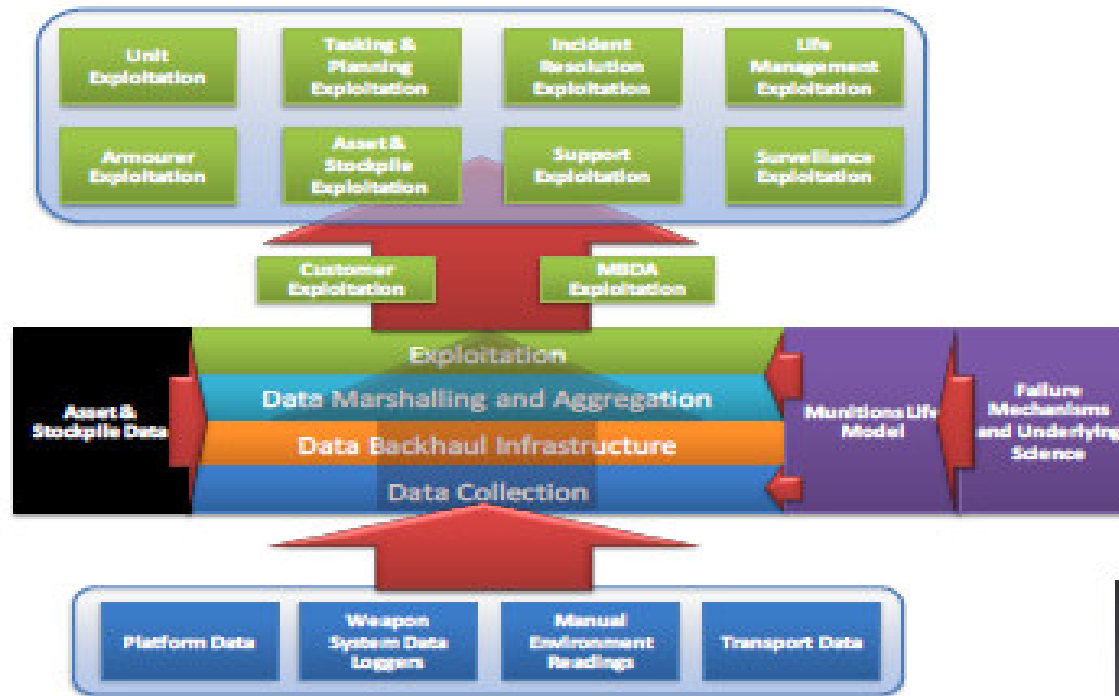 Unit
Exploitation
Tasking &
Planning
Exploitation
Incident
Resolution
Exploitation
Life
Management
Exploitation
Armourer
Exploitation
Asset &
Stockpile
Exploitation
Support
Exploitation
Surveillance
Exploitation
Customer
Exploitation
MBDA
Exploitation
Asset &
Stockpile Data
Exploitation
Data Marshalling and Aggregation
Data Backhaul Infrastructure
Data Collection
Munitions Life
Model
Failure
Mechanisms
and Underlying
Science
Platform Data
Weapon
System Data
Loggers
Manual
Environment
Readings
Transport Data